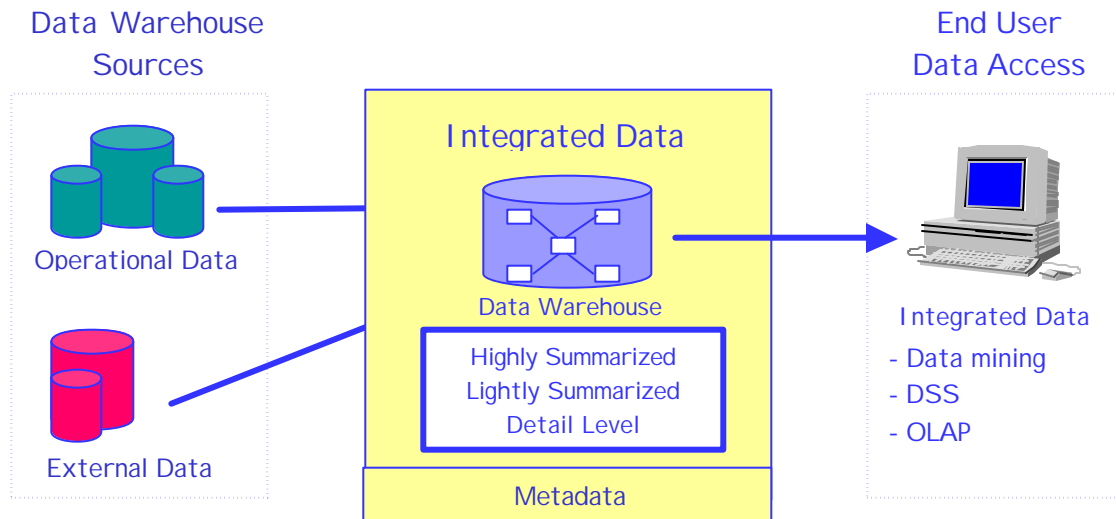 Data Warehouse
Sources
Operational Data
External Data
Integrated Data
Data Warehouse
Highly Summarized
Lightly Summarized
Detail Level
Metadata
End User
Data Access
Integrated Data
- Data mining
- DSS
- OLAP